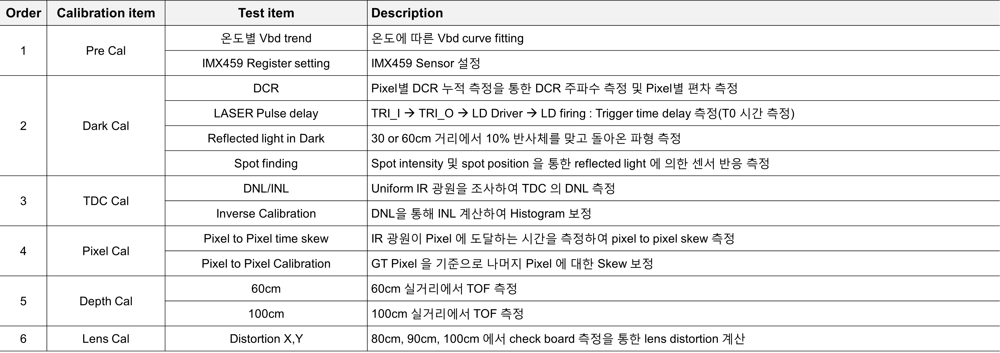 Order Calibration item Test item Description
1 Pre Cal 온도별 Vbd trend 온도에 따른 Vbd curve fitting
IMX459 Register setting IMX459 Sensor 설정
2 Dark Cal DCR Pixel별 DCR 누적 측정을 통한 DCR 주파수 측정 및 Pixel별 편차 측정
LASER Pulse delay TRI_I → TRI_O → LD Driver → LD firing : Trigger time delay 측정(T0 시간 측정)
Reflected light in Dark 30 or 60cm 거리에서 10% 반사체를 맞고 돌아온 파형 측정
Spot finding Spot intensity 및 spot position 을 통한 reflected light 에 의한 센서 반응 측정
3 TDC Cal DNL/INL Uniform IR 광원을 조사하여 TDC 의 DNL 측정
Inverse Calibration DNL을 통해 INL 계산하여 Histogram 보정
4 Pixel Cal Pixel to Pixel time skew IR 광원이 Pixel 에 도달하는 시간을 측정하여 pixel to pixel skew 측정
Pixel to Pixel Calibration GT Pixel 을 기준으로 나머지 Pixel 에 대한 Skew 보정
5 Depth Cal 60cm 60cm 실거리에서 TOF 측정
100cm 100cm 실거리에서 TOF 측정
6 Lens Cal Distortion X,Y 80cm, 90cm, 100cm 에서 check board 측정을 통한 lens distortion 계산